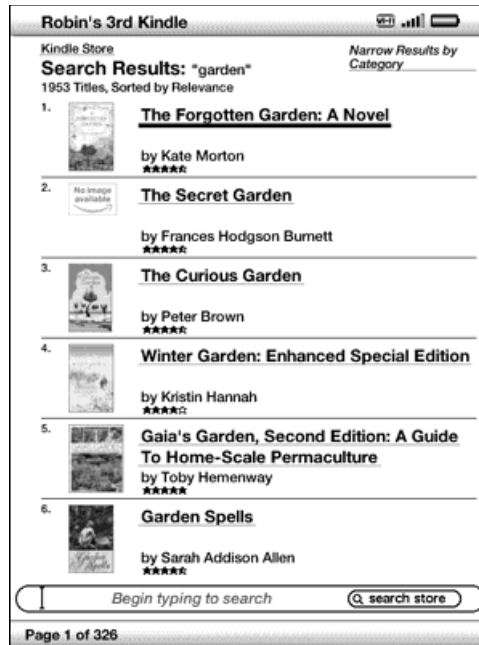 Robin's 3rd Kindle
Wi-Fi
Kindle Store
Narrow Results by
Category
Search Results: "garden"
1953 Titles, Sorted by Relevance
1.
The Forgotten Garden: A Novel
by Kate Morton
2.
No image
available
The Secret Garden
by Frances Hodgson Burnett
3.
The Curious Garden
by Peter Brown
4.
Winter Garden: Enhanced Special Edition
by Kristin Hannah
5.
Gaia's Garden, Second Edition: A Guide
To Home-Scale Permaculture
by Toby Hemenway
6.
Garden Spells
Garden
Spells
by Sarah Addison Allen
Begin typing to search
search store
Page 1 of 326